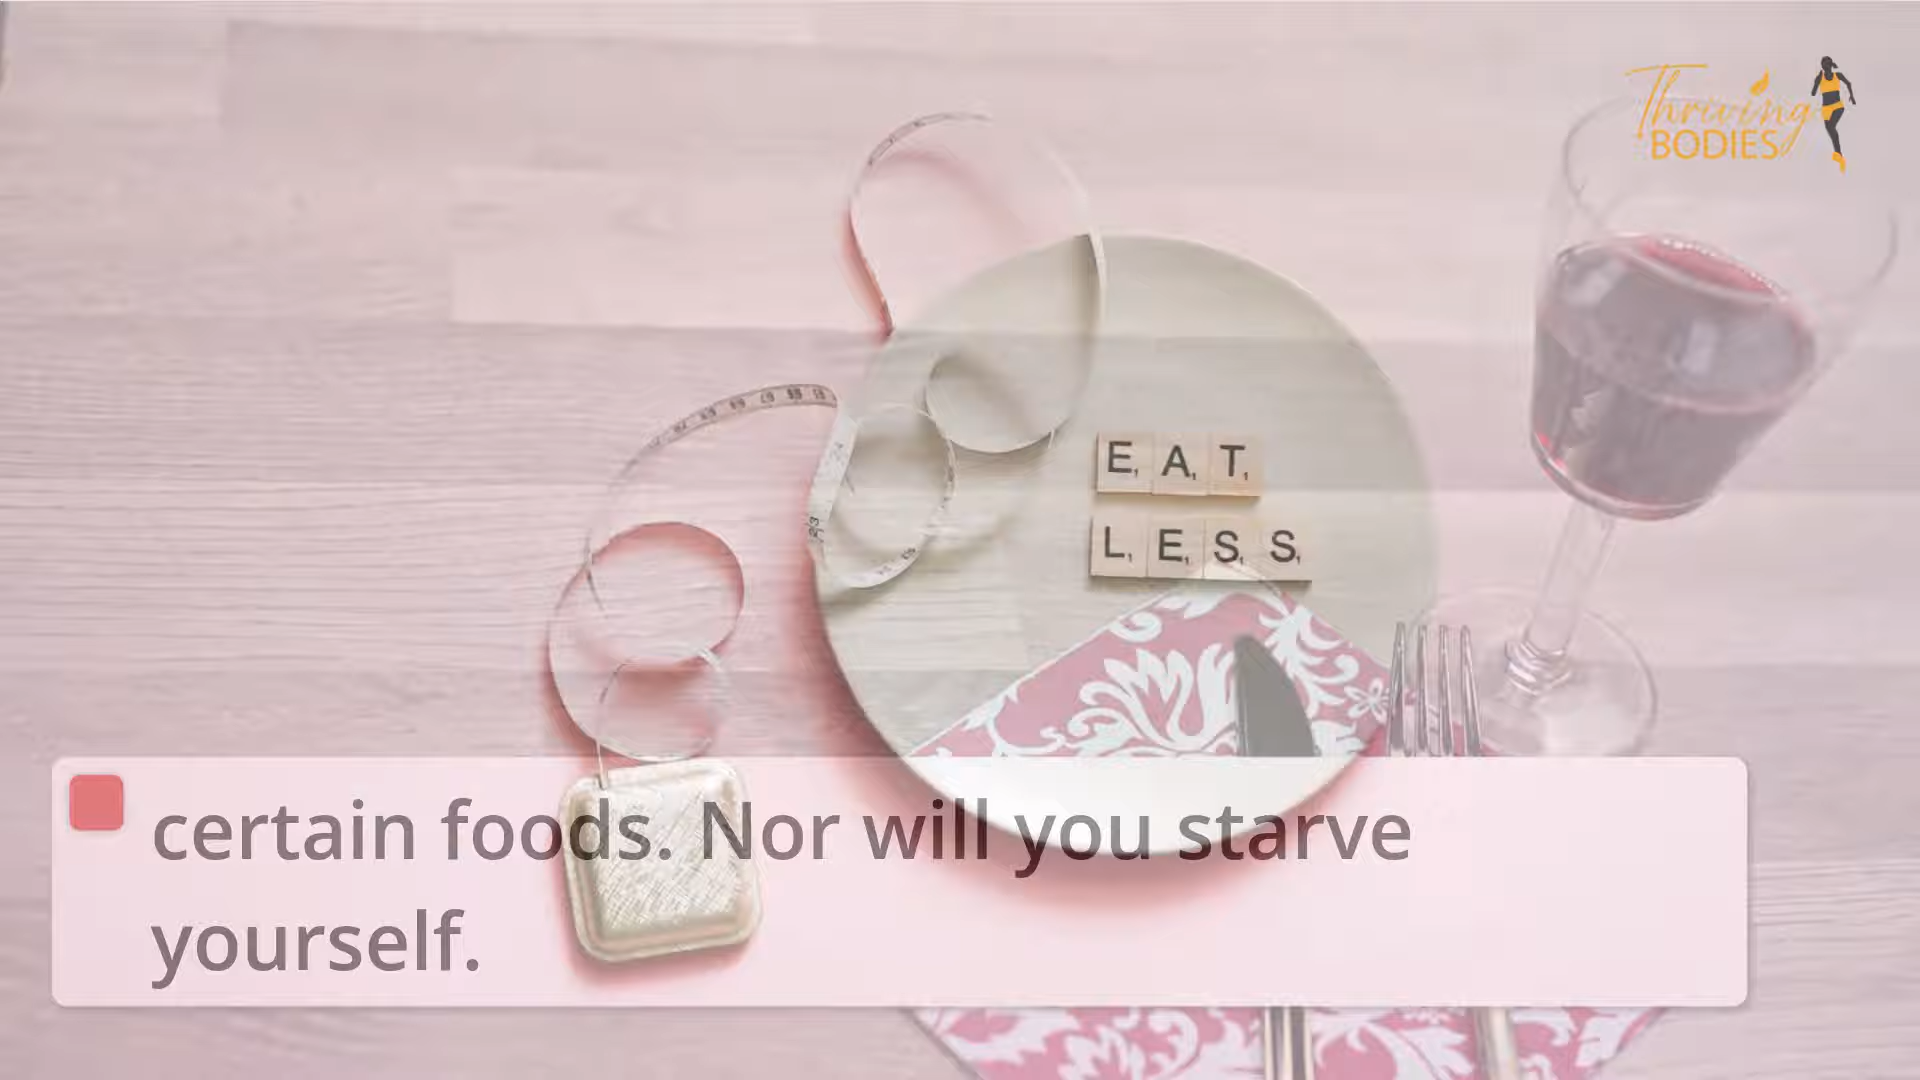 Thriving
BODIES
EAT
LESS
certain foods. Nor will you starve
yourself.